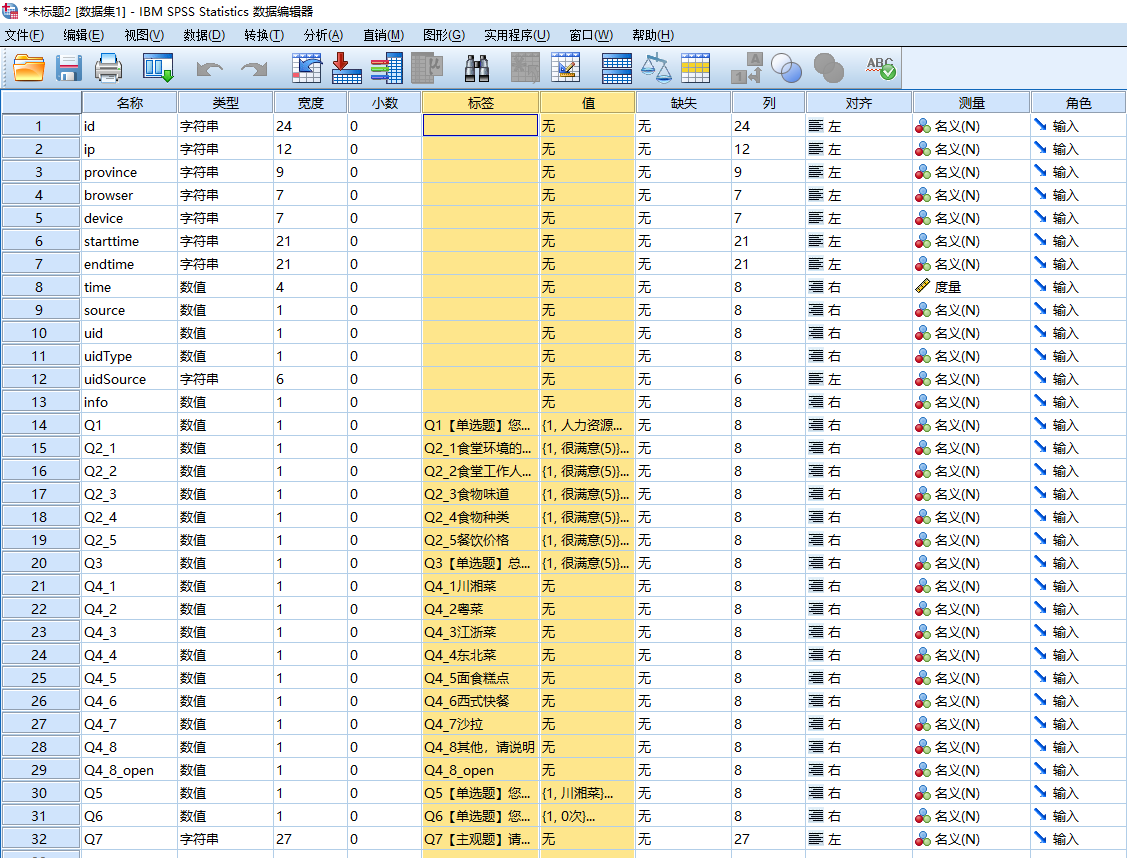 *未标题2 [数据集1] - IBM SPSS Statistics 数据编辑器
文件(F) 编辑(E) 视图(V) 数据(D) 转换(T) 分析(A) 直销(M) 图形(G) 实用程序(U) 窗口(W) 帮助(H)
名称 类型 宽度 小数 标签 值 缺失 列 对齐 测量 角色
1 id 字符串 24 0 无 无 24 左 名义(N) 输入
2 ip 字符串 12 0 无 无 12 左 名义(N) 输入
3 province 字符串 9 0 无 无 9 左 名义(N) 输入
4 browser 字符串 7 0 无 无 7 左 名义(N) 输入
5 device 字符串 7 0 无 无 7 左 名义(N) 输入
6 starttime 字符串 21 0 无 无 21 左 名义(N) 输入
7 endtime 字符串 21 0 无 无 21 左 名义(N) 输入
8 time 数值 4 0 无 无 8 右 度量 输入
9 source 数值 1 0 无 无 8 右 名义(N) 输入
10 uid 数值 1 0 无 无 8 右 名义(N) 输入
11 uidType 数值 1 0 无 无 8 右 名义(N) 输入
12 uidSource 字符串 6 0 无 无 6 左 名义(N) 输入
13 info 数值 1 0 无 无 8 右 名义(N) 输入
14 Q1 数值 1 0 Q1【单选题】您... {1, 人力资源... 无 8 右 名义(N) 输入
15 Q2_1 数值 1 0 Q2_1食堂环境的... {1, 很满意(5)}... 无 8 右 名义(N) 输入
16 Q2_2 数值 1 0 Q2_2食堂工作人... {1, 很满意(5)}... 无 8 右 名义(N) 输入
17 Q2_3 数值 1 0 Q2_3食物味道 {1, 很满意(5)}... 无 8 右 名义(N) 输入
18 Q2_4 数值 1 0 Q2_4食物种类 {1, 很满意(5)}... 无 8 右 名义(N) 输入
19 Q2_5 数值 1 0 Q2_5餐饮价格 {1, 很满意(5)}... 无 8 右 名义(N) 输入
20 Q3 数值 1 0 Q3【单选题】总... {1, 很满意(5)}... 无 8 右 名义(N) 输入
21 Q4_1 数值 1 0 Q4_1川湘菜 无 无 8 右 名义(N) 输入
22 Q4_2 数值 1 0 Q4_2粤菜 无 无 8 右 名义(N) 输入
23 Q4_3 数值 1 0 Q4_3江浙菜 无 无 8 右 名义(N) 输入
24 Q4_4 数值 1 0 Q4_4东北菜 无 无 8 右 名义(N) 输入
25 Q4_5 数值 1 0 Q4_5面食糕点 无 无 8 右 名义(N) 输入
26 Q4_6 数值 1 0 Q4_6西式快餐 无 无 8 右 名义(N) 输入
27 Q4_7 数值 1 0 Q4_7沙拉 无 无 8 右 名义(N) 输入
28 Q4_8 数值 1 0 Q4_8其他，请说明 无 无 8 右 名义(N) 输入
29 Q4_8_open 数值 1 0 Q4_8_open 无 无 8 右 名义(N) 输入
30 Q5 数值 1 0 Q5【单选题】您... {1, 川湘菜}... 无 8 右 名义(N) 输入
31 Q6 数值 1 0 Q6【单选题】您... {1, 0次}... 无 8 右 名义(N) 输入
32 Q7 字符串 27 0 Q7【主观题】请... 无 无 27 左 名义(N) 输入